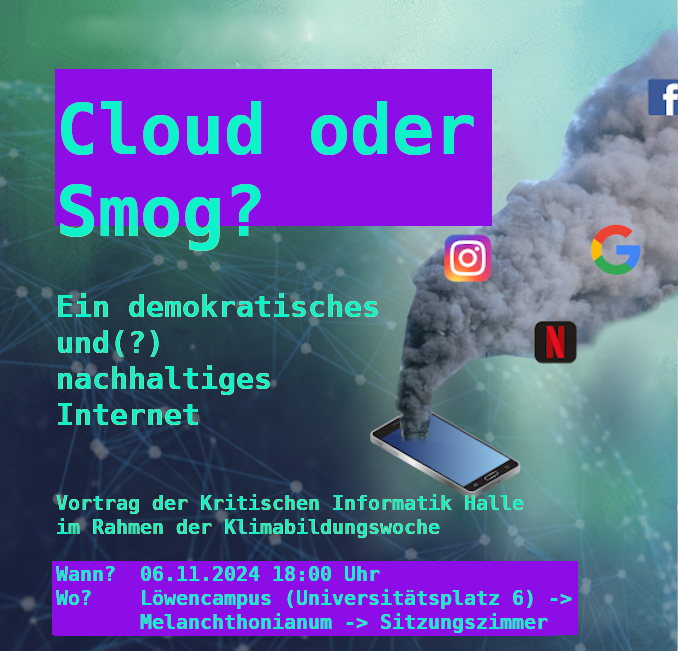 Cloud oder
Smog?
Ein demokratisches
und(?)
nachhaltiges
Internet
Vortrag der Kritischen Informatik Halle
im Rahmen der Klimabildungswoche
Wann? 06.11.2024 18:00 Uhr
Wo? Löwencampus (Universitätsplatz 6) ->
Melanchthonianum -> Sitzungszimmer